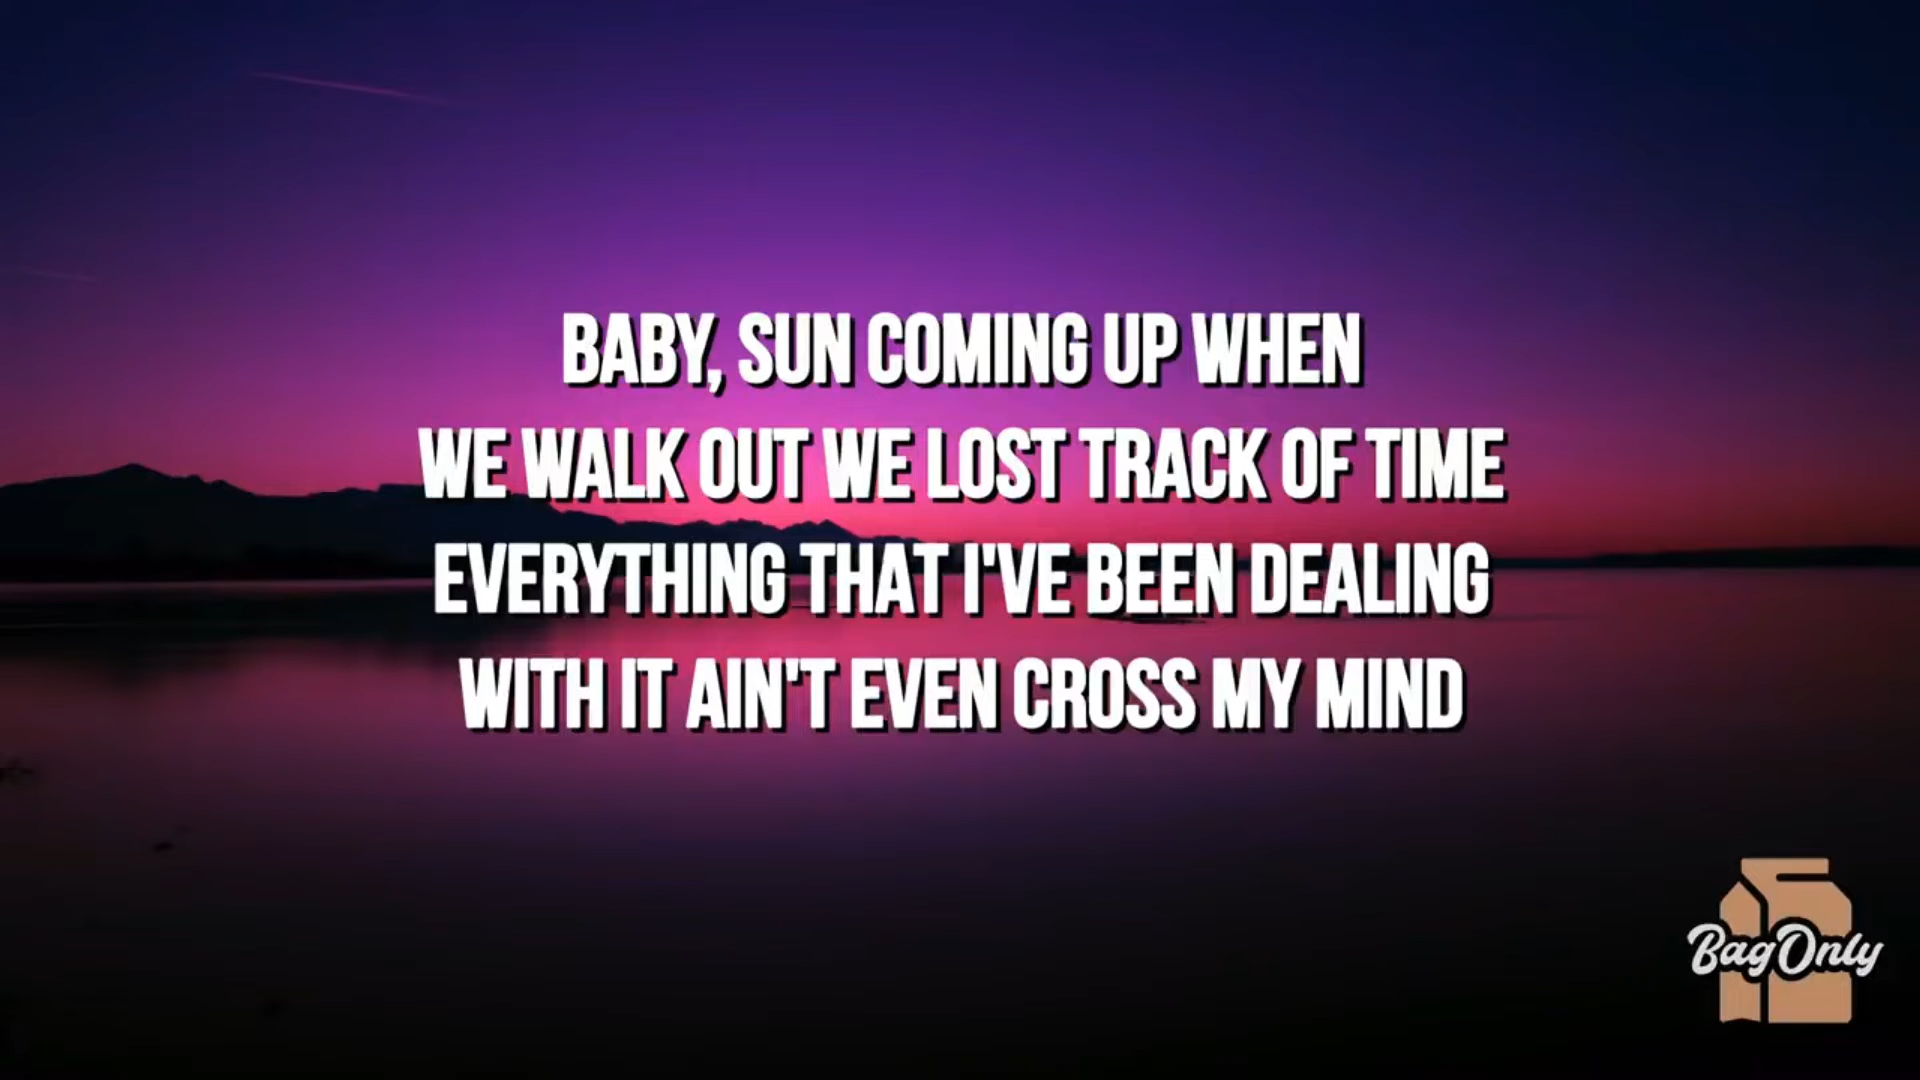 BABY, SUN COMING UP WHEN
WE WALK OUT WE LOST TRACK OF TIME
EVERYTHING THAT I'VE BEEN DEALING
WITH IT AIN'T EVEN CROSS MY MIND
BagOnly